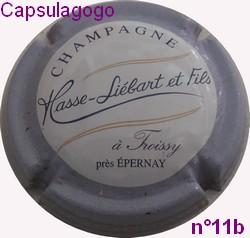 Capsulagogo
CHAMPAGNE
Hasse-Liébart et Fils
à Troissy
près ÉPERNAY
n°11b